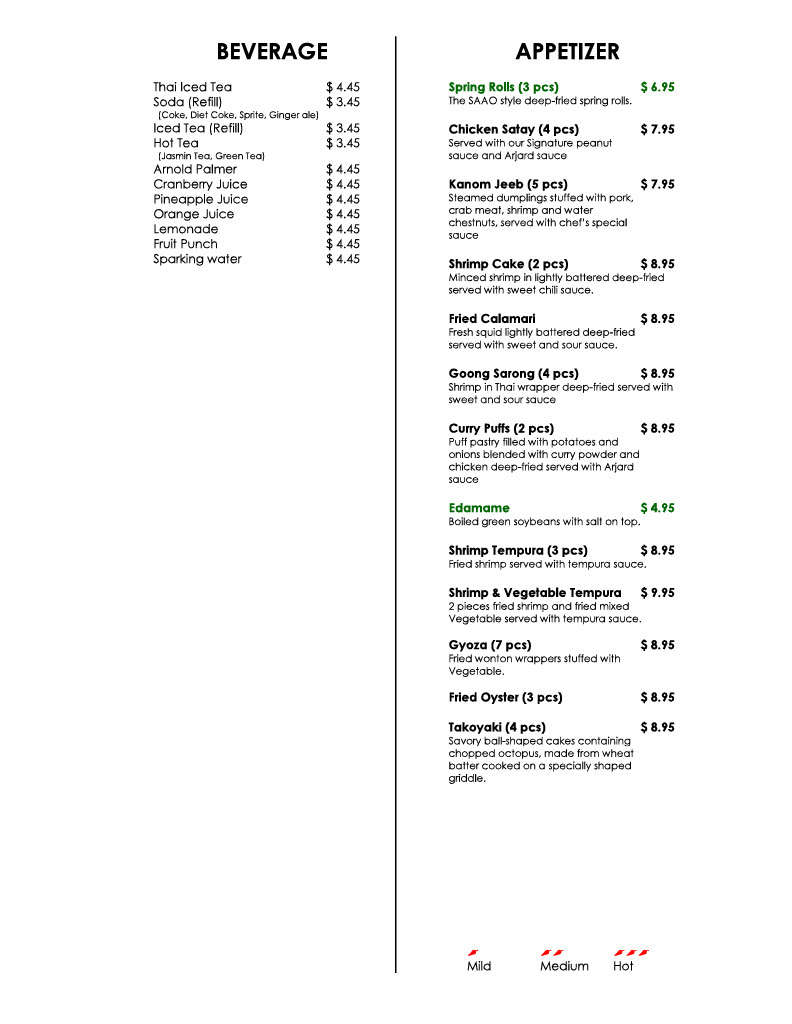 BEVERAGE
Thai Iced Tea $ 4.45
Soda (Refill) $ 3.45
(Coke, Diet Coke, Sprite, Ginger ale)
Iced Tea (Refill) $ 3.45
Hot Tea $ 3.45
(Jasmin Tea, Green Tea)
Arnold Palmer $ 4.45
Cranberry Juice $ 4.45
Pineapple Juice $ 4.45
Orange Juice $ 4.45
Lemonade $ 4.45
Fruit Punch $ 4.45
Sparking water $ 4.45
APPETIZER
Spring Rolls (3 pcs) $ 6.95
The SAAO style deep-fried spring rolls.
Chicken Satay (4 pcs) $ 7.95
Served with our Signature peanut
sauce and Arjard sauce
Kanom Jeeb (5 pcs) $ 7.95
Steamed dumplings stuffed with pork,
crab meat, shrimp and water
chestnuts, served with chef's special
sauce
Shrimp Cake (2 pcs) $ 8.95
Minced shrimp in lightly battered deep-fried
served with sweet chili sauce.
Fried Calamari $ 8.95
Fresh squid lightly battered deep-fried
served with sweet and sour sauce.
Goong Sarong (4 pcs) $ 8.95
Shrimp in Thai wrapper deep-fried served with
sweet and sour sauce
Curry Puffs (2 pcs) $ 8.95
Puff pastry filled with potatoes and
onions blended with curry powder and
chicken deep-fried served with Arjard
sauce
Edamame $ 4.95
Boiled green soybeans with salt on top.
Shrimp Tempura (3 pcs) $ 8.95
Fried shrimp served with tempura sauce.
Shrimp & Vegetable Tempura $ 9.95
2 pieces fried shrimp and fried mixed
Vegetable served with tempura sauce.
Gyoza (7 pcs) $ 8.95
Fried wonton wrappers stuffed with
Vegetable.
Fried Oyster (3 pcs) $ 8.95
Takoyaki (4 pcs) $ 8.95
Savory ball-shaped cakes containing
chopped octopus, made from wheat
batter cooked on a specially shaped
griddle.
Mild Medium Hot